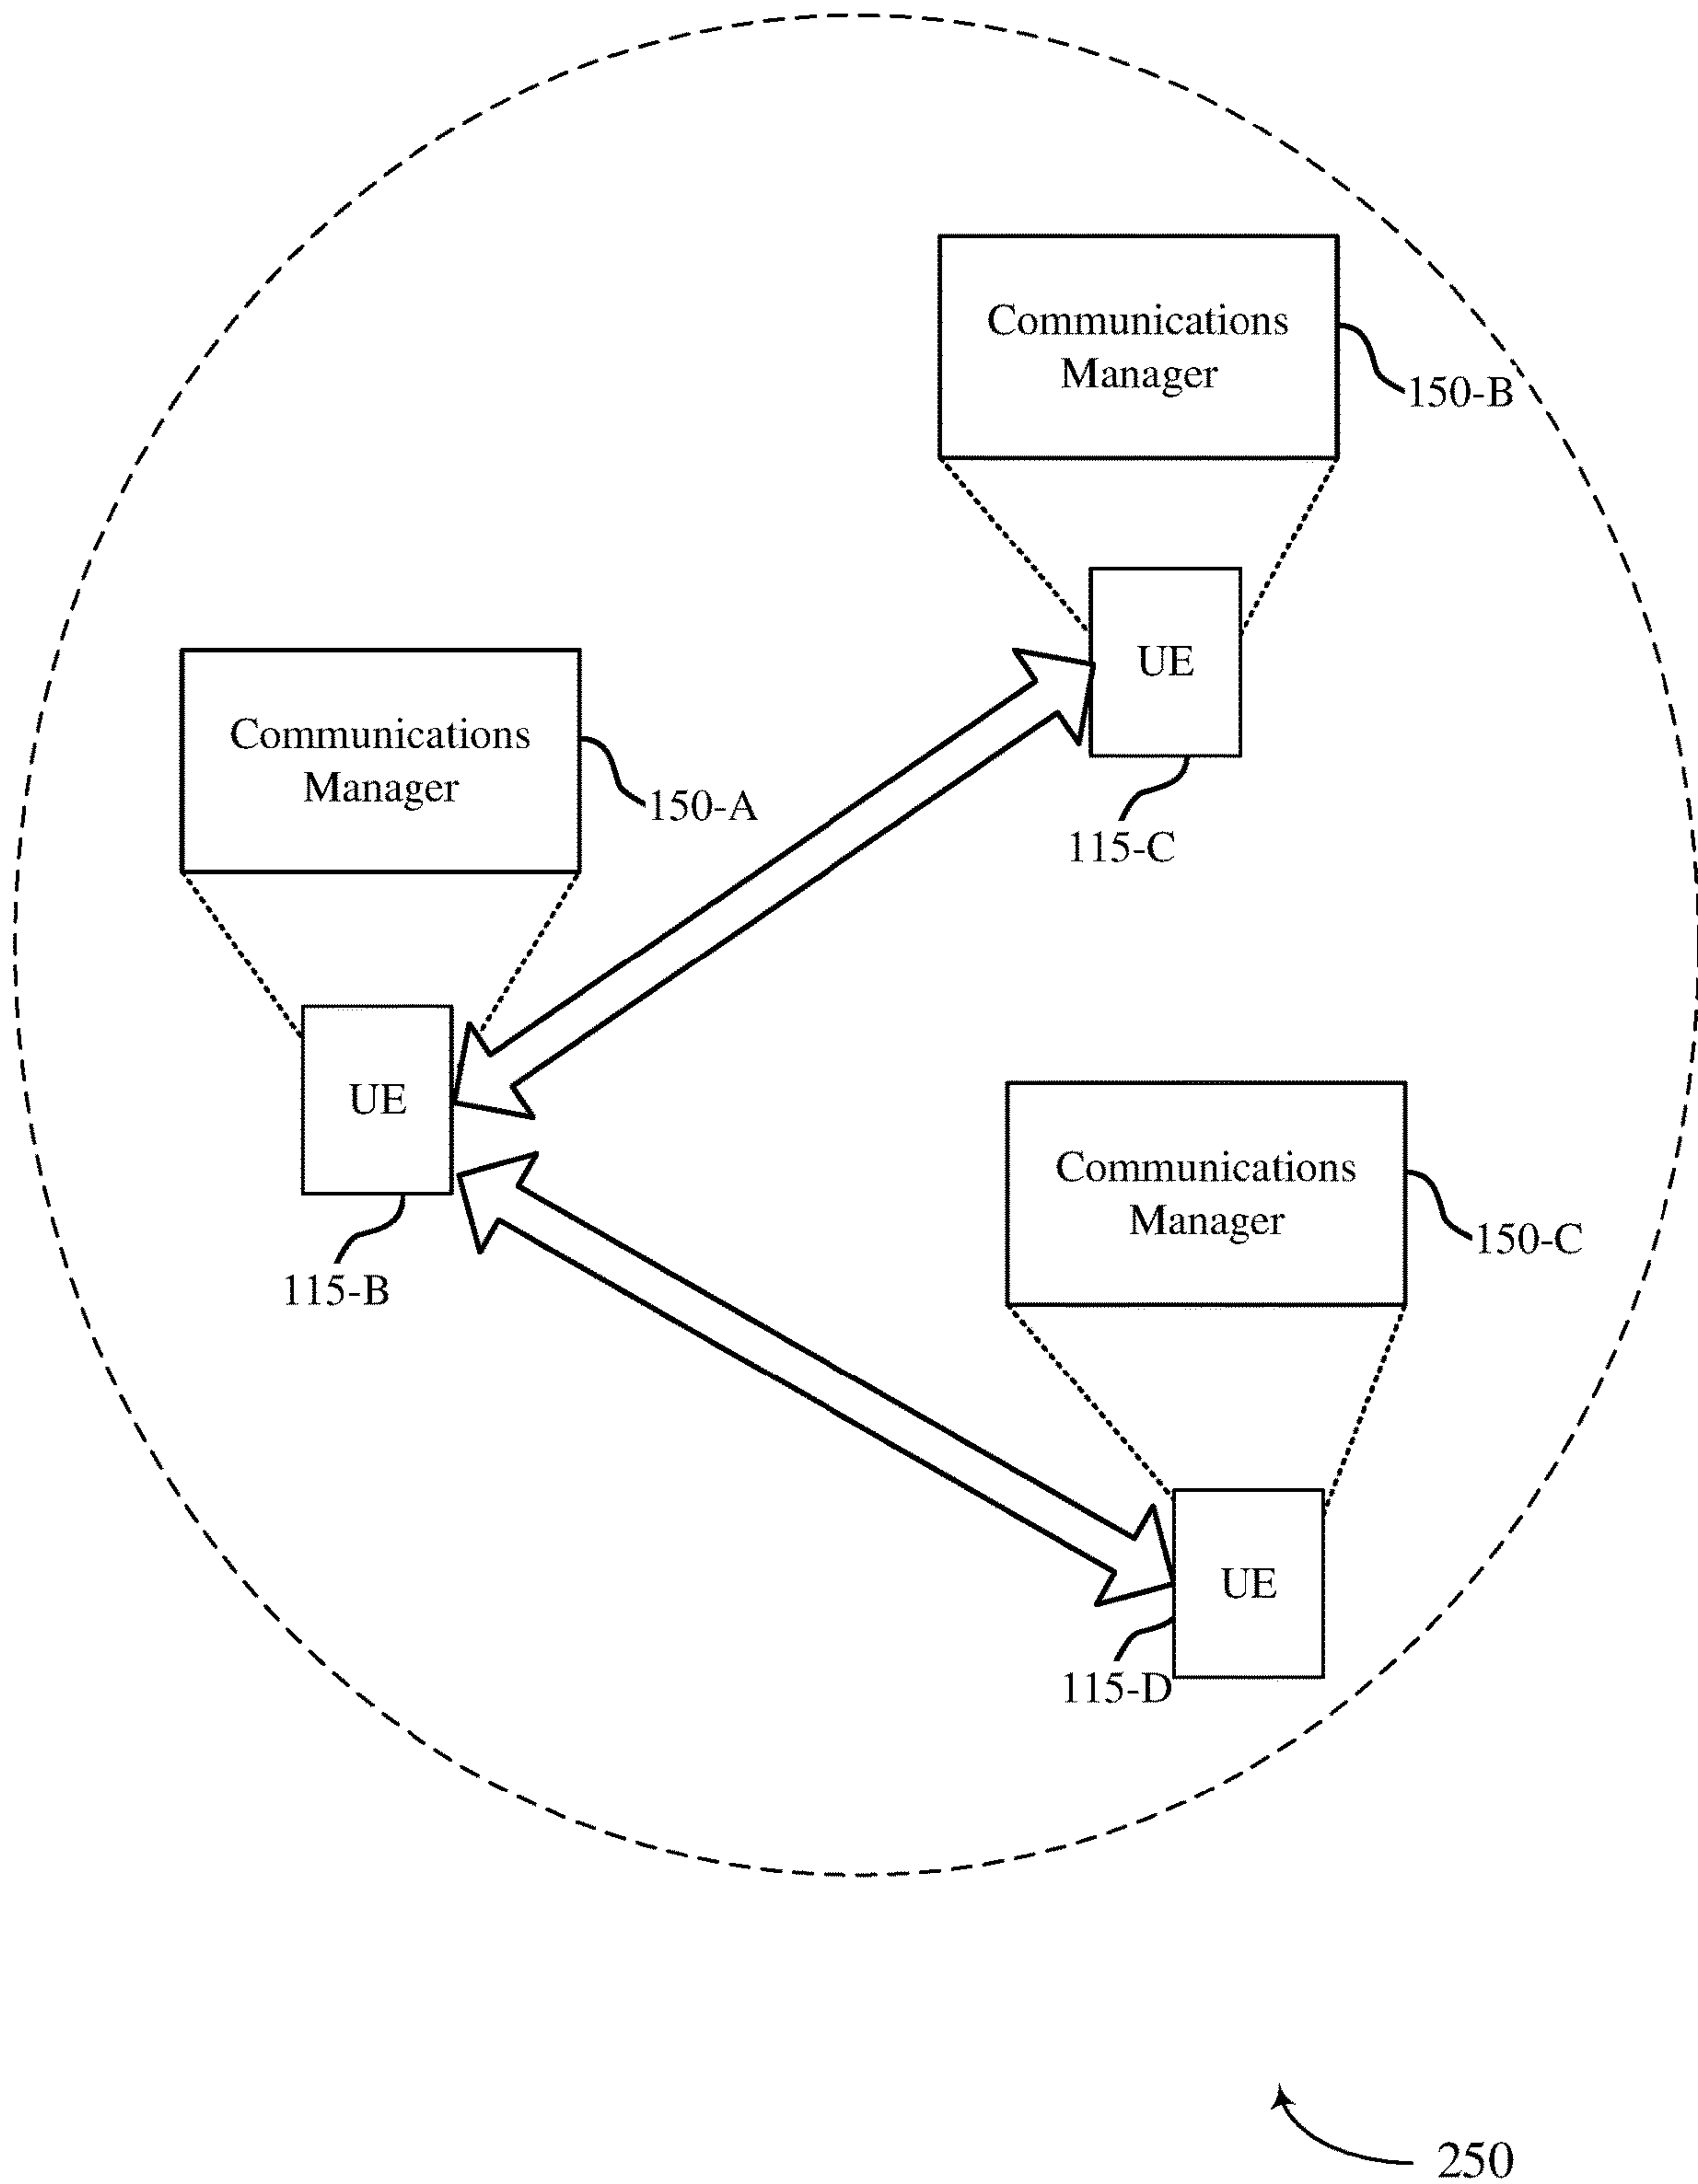 Communications
Manager
150-B
UE
115-C
Communications
Manager
150-A
UE
115-B
Communications
Manager
150-C
UE
115-D
250